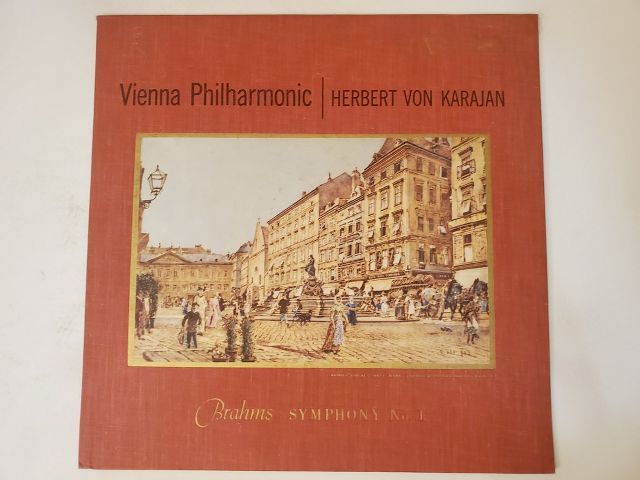 Vienna Philharmonic | HERBERT VON KARAJAN
Brahms SYMPHONY No. 1